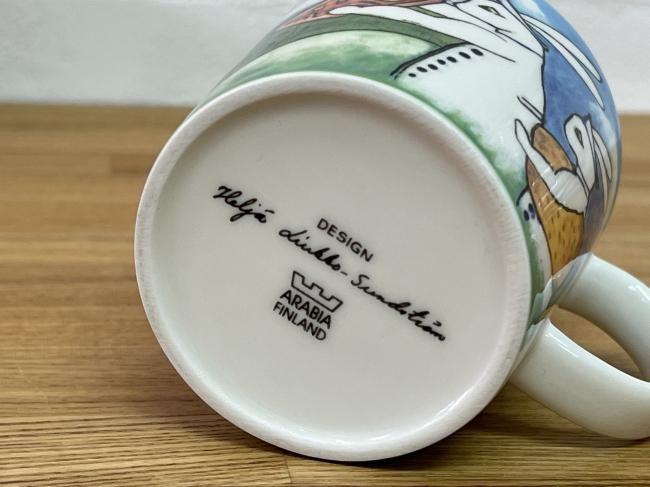 DESIGN
Heljä Liukko-Sundström
ARABIA
FINLAND